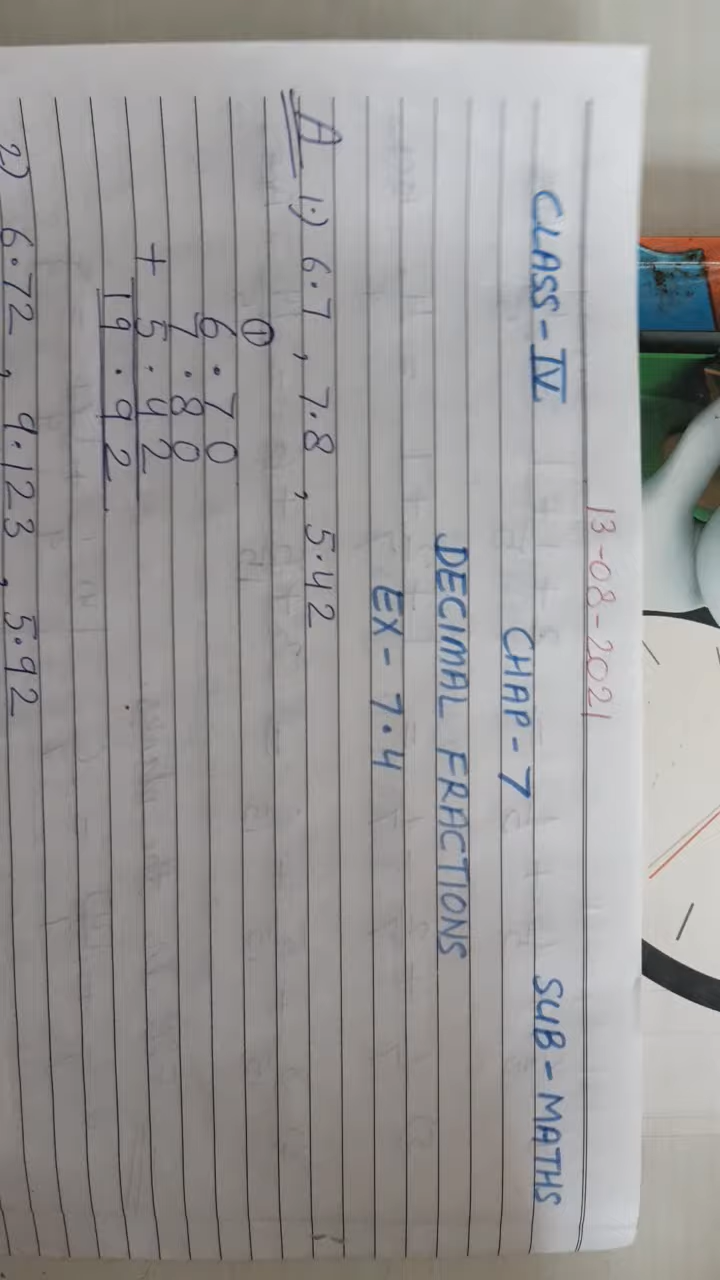 13-08-2021
CLASS-IV CHAP-7 SUB-MATHS
DECIMAL FRACTIONS
EX-7.4
A 1.) 6.7, 7.8, 5.42
①
6.70
7.80
+ 5.42
19.92
2) 6.72, 9.123, 5.92